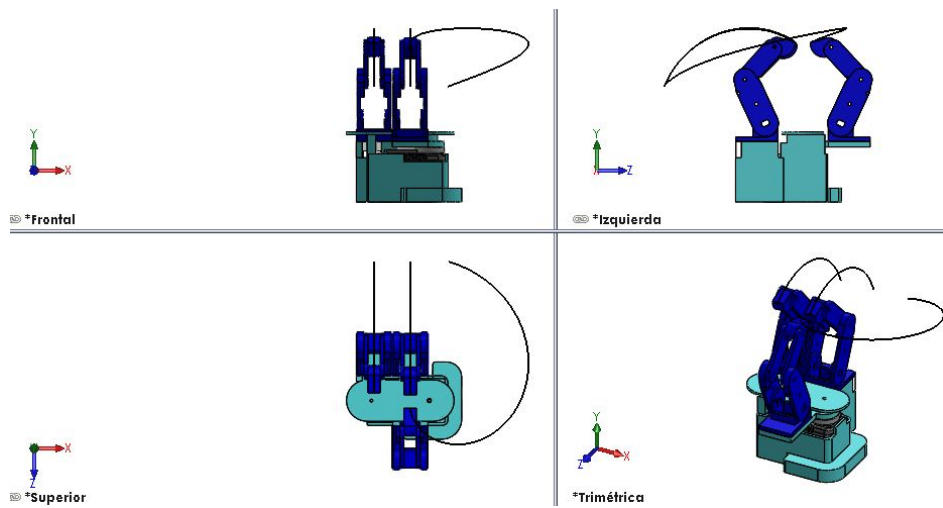 Y
X
*Frontal
Y
X
Z
*Izquierda
X
Z
*Superior
Y
X
Z
*Trimétrica